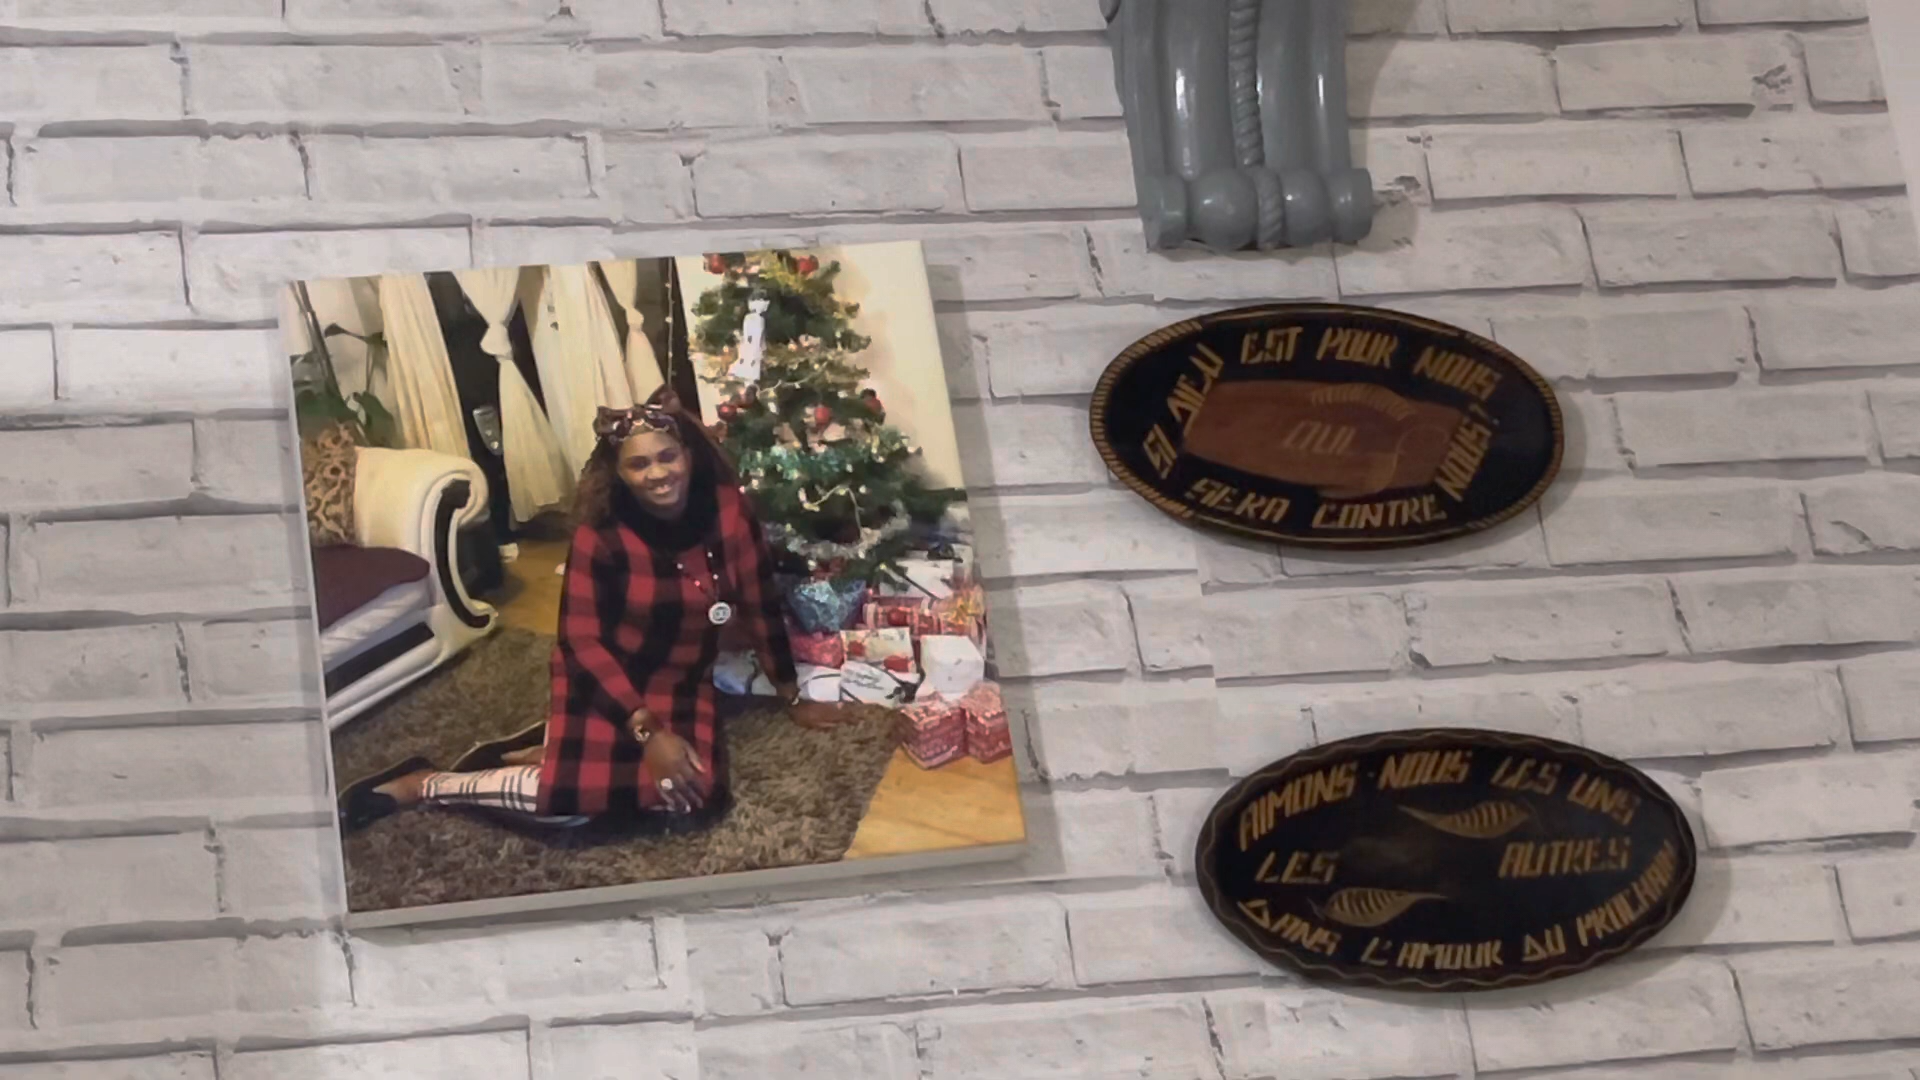 SI DIEU EST POUR NOUS
QUI
SERA CONTRE NOUS?
AIMONS-NOUS LES UNS
LES AUTRES
DANS L'AMOUR DU PROCHAIN